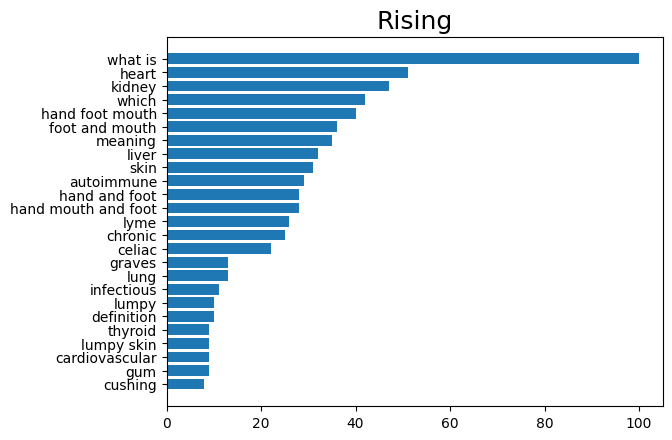 Rising
what is
heart
kidney
which
hand foot mouth
foot and mouth
meaning
liver
skin
autoimmune
hand and foot
hand mouth and foot
lyme
chronic
celiac
graves
lung
infectious
lumpy
definition
thyroid
lumpy skin
cardiovascular
gum
cushing
0 20 40 60 80 100